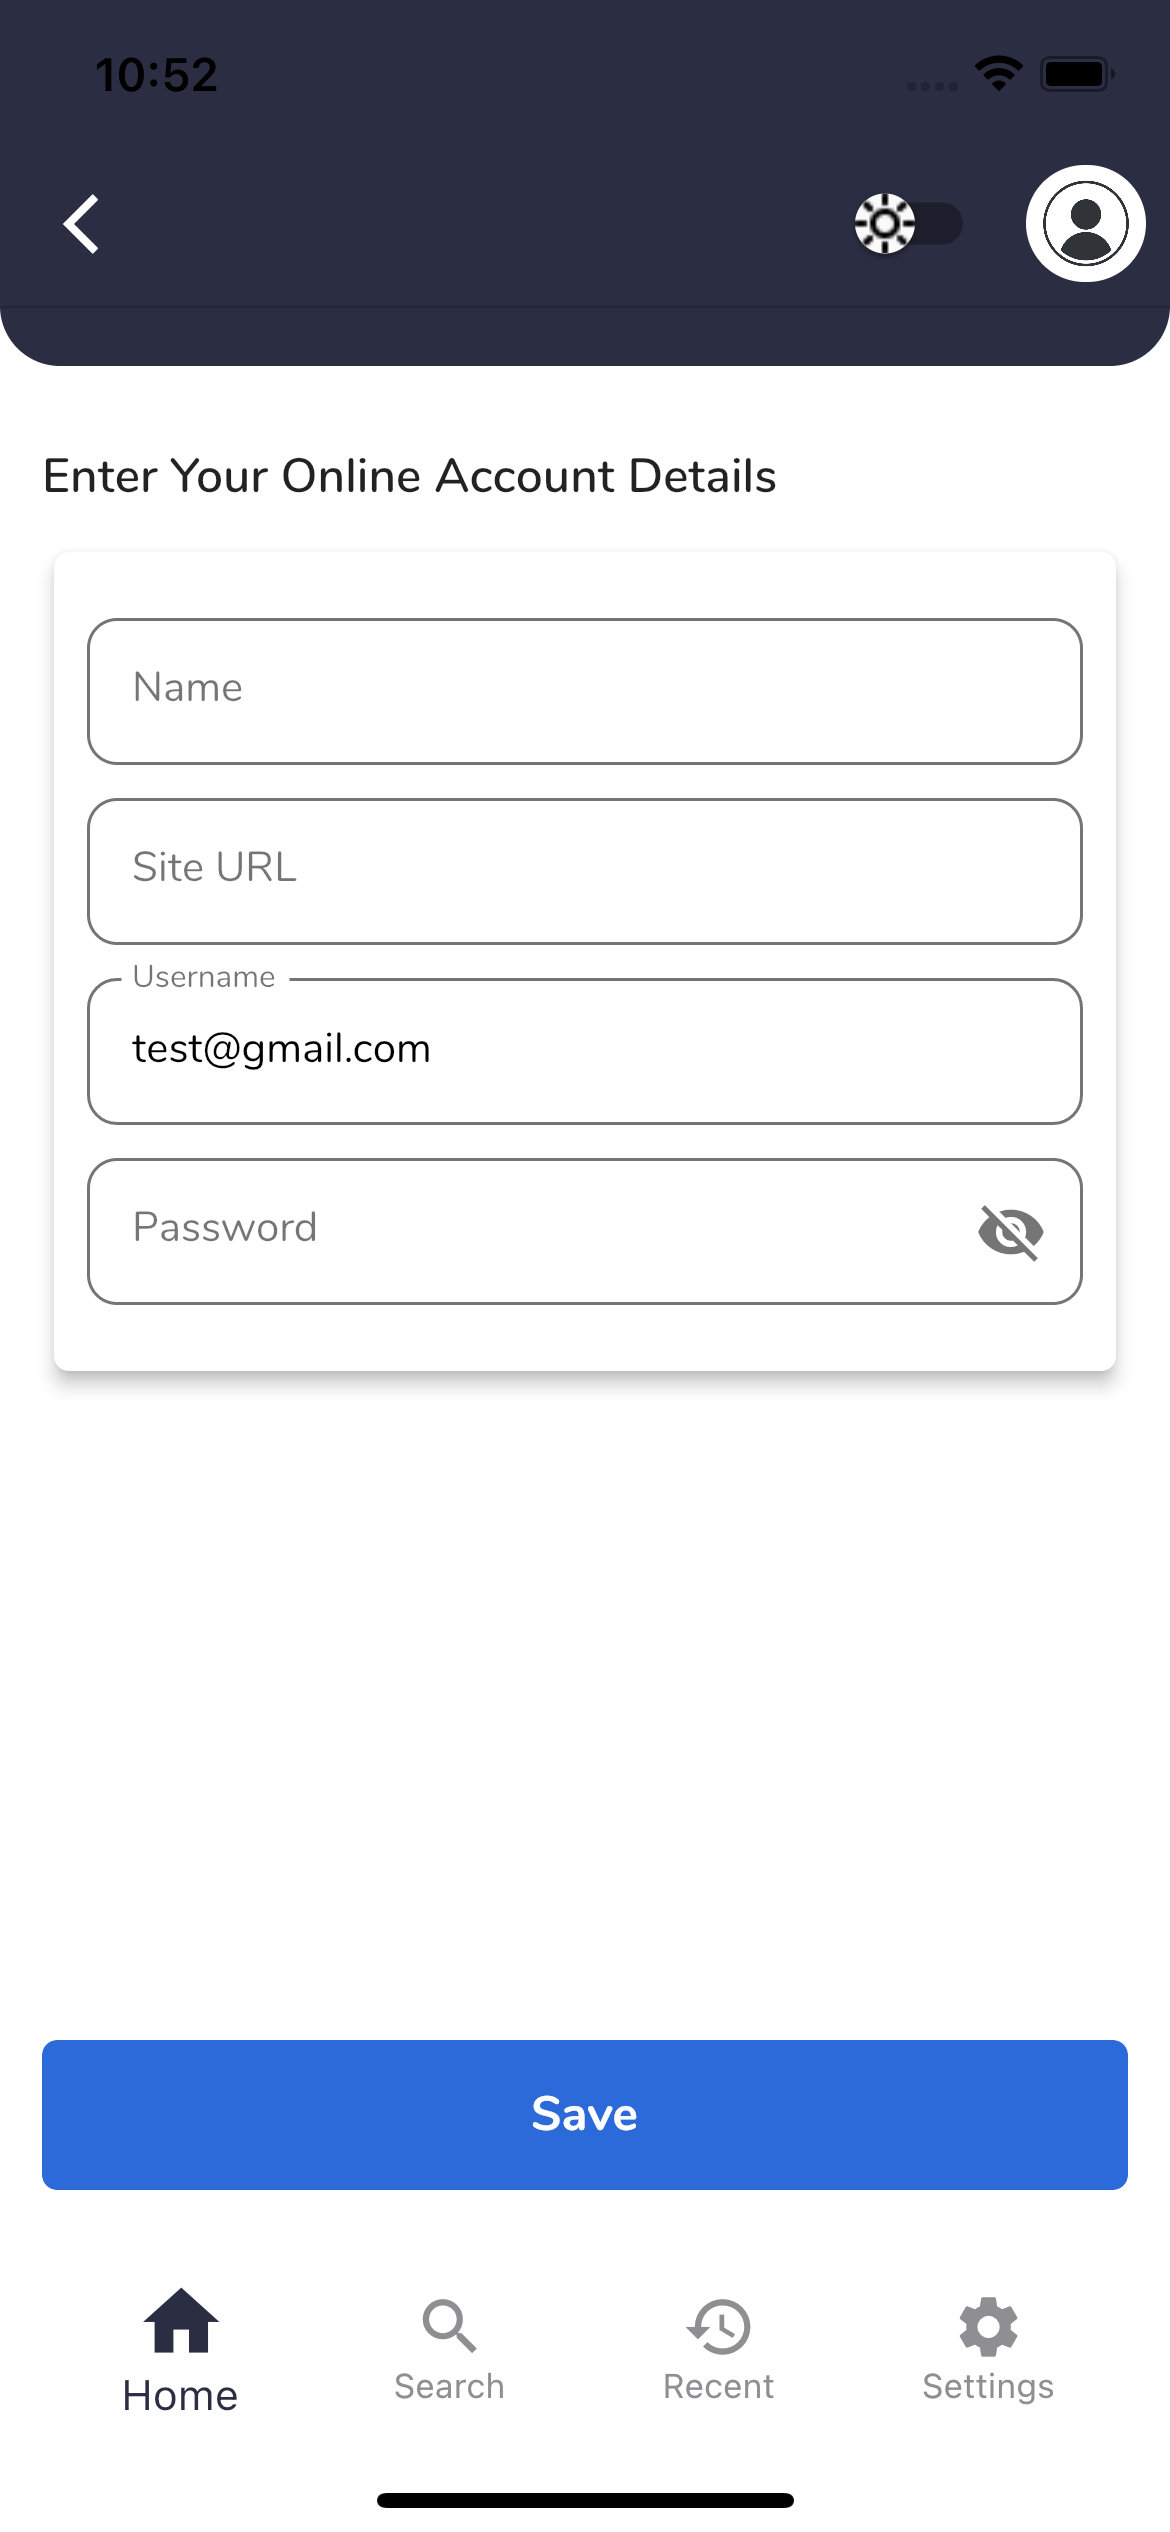 10:52
Enter Your Online Account Details
Name
Site URL
Username
test@gmail.com
Password
Save
Home
Search
Recent
Settings